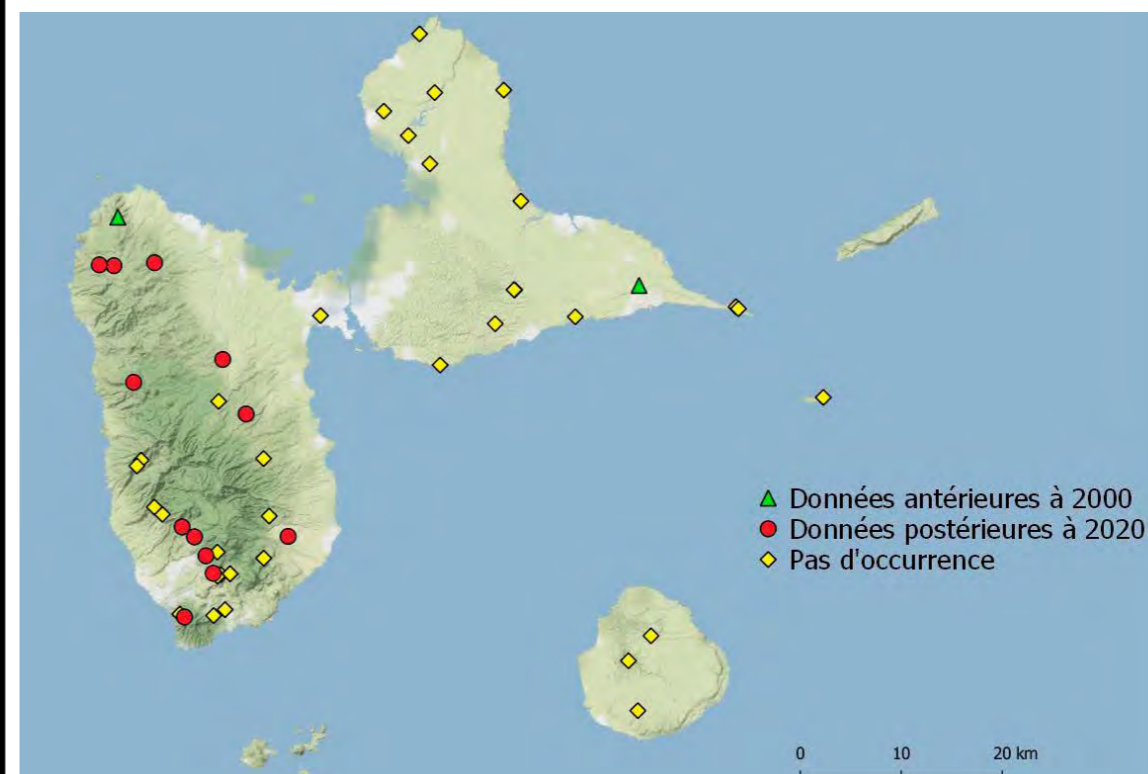 Données antérieures à 2000
Données postérieures à 2020
Pas d'occurrence
0 10 20 km